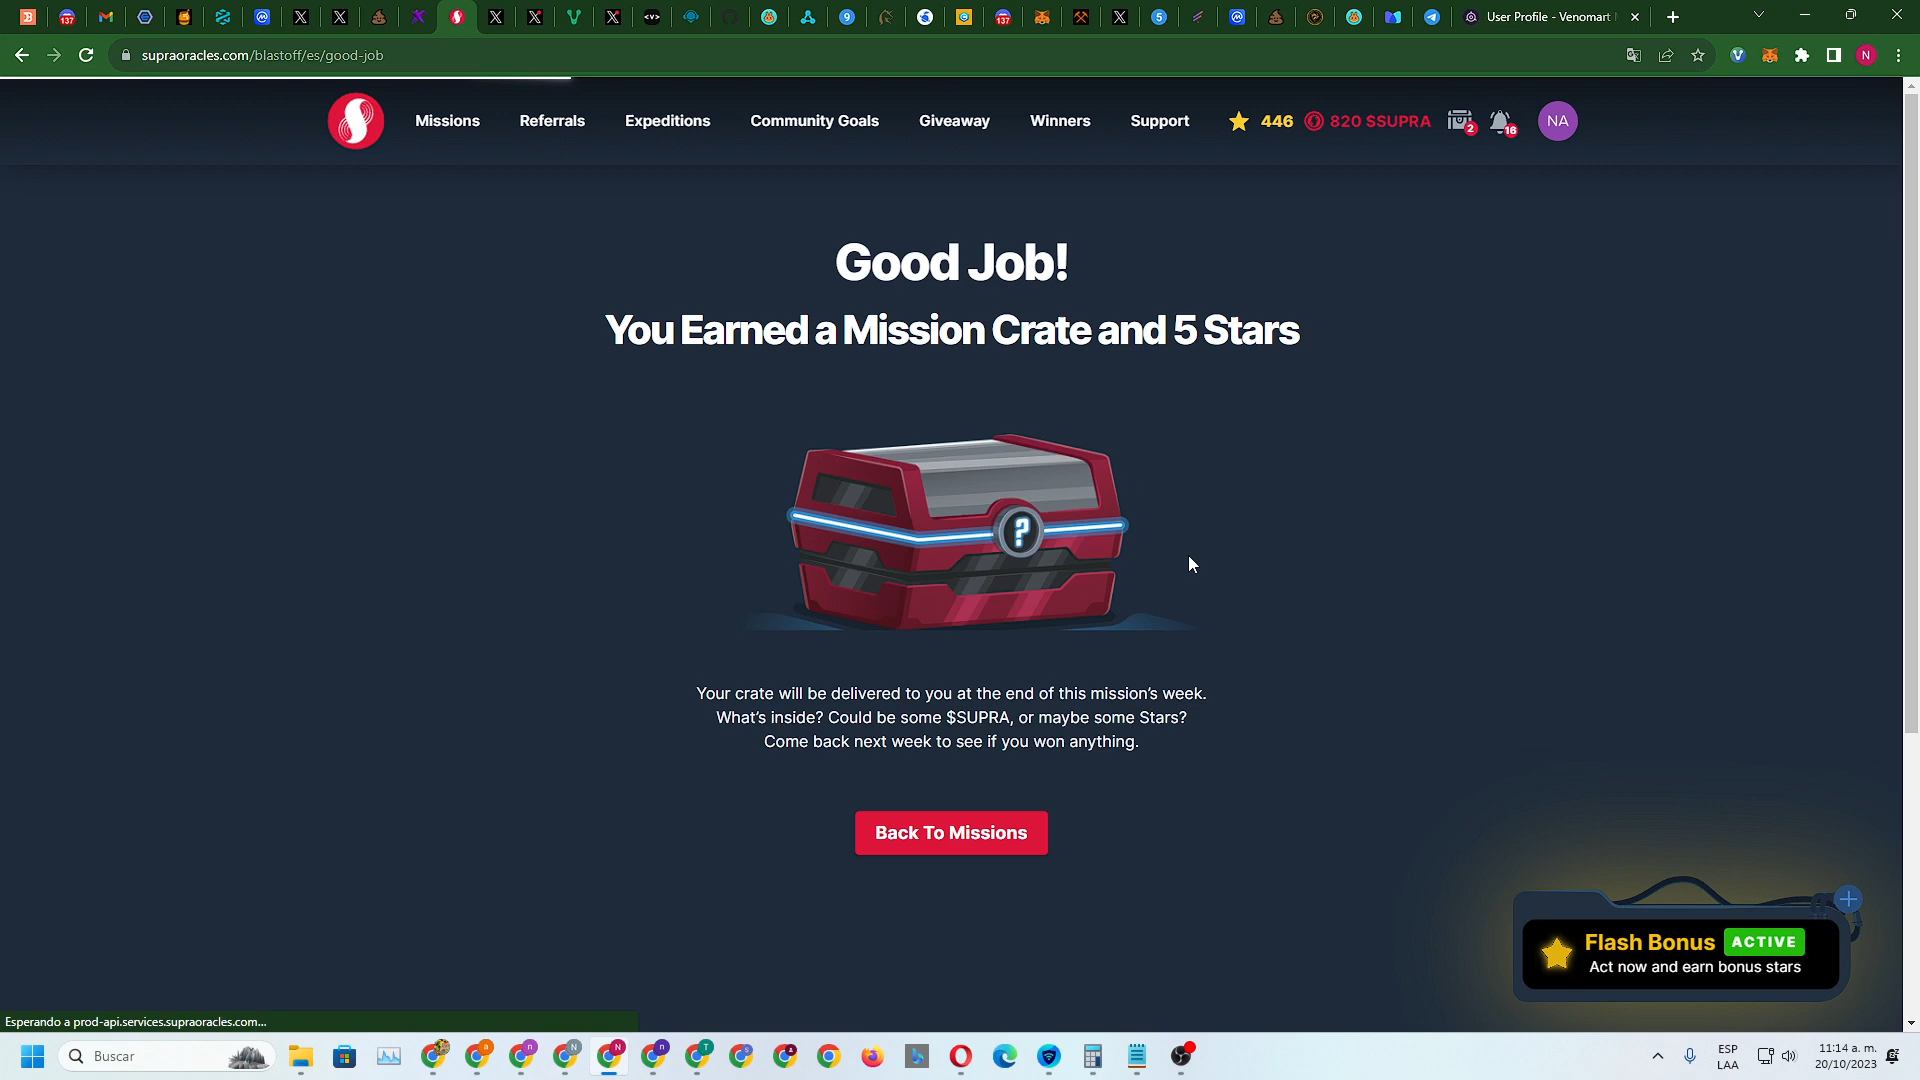 User Profile - Venomart
supraoracles.com/blastoff/es/good-job
Missions Referrals Expeditions Community Goals Giveaway Winners Support 446 820 $SUPRA 2 16 NA
Good Job!
You Earned a Mission Crate and 5 Stars
?
Your crate will be delivered to you at the end of this mission's week.
What's inside? Could be some $SUPRA, or maybe some Stars?
Come back next week to see if you won anything.
Back To Missions
Flash Bonus ACTIVE
Act now and earn bonus stars
Esperando a prod-api.services.supraoracles.com...
Buscar
ESP
LAA
11:14 a. m.
20/10/2023